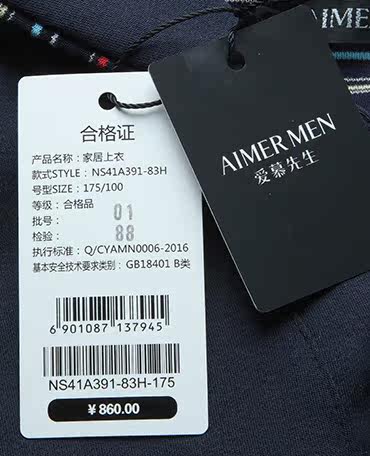 AIMER MEN
合格证
产品名称：家居上衣
款式STYLE：NS41A391-83H
号型SIZE：175/100
等级：合格品
批号：01
检验：88
执行标准：Q/CYAMN0006-2016
基本安全技术要求类别：GB18401 B类
6 901087 137945
NS41A391-83H-175
¥860.00
AIMER MEN
爱慕先生